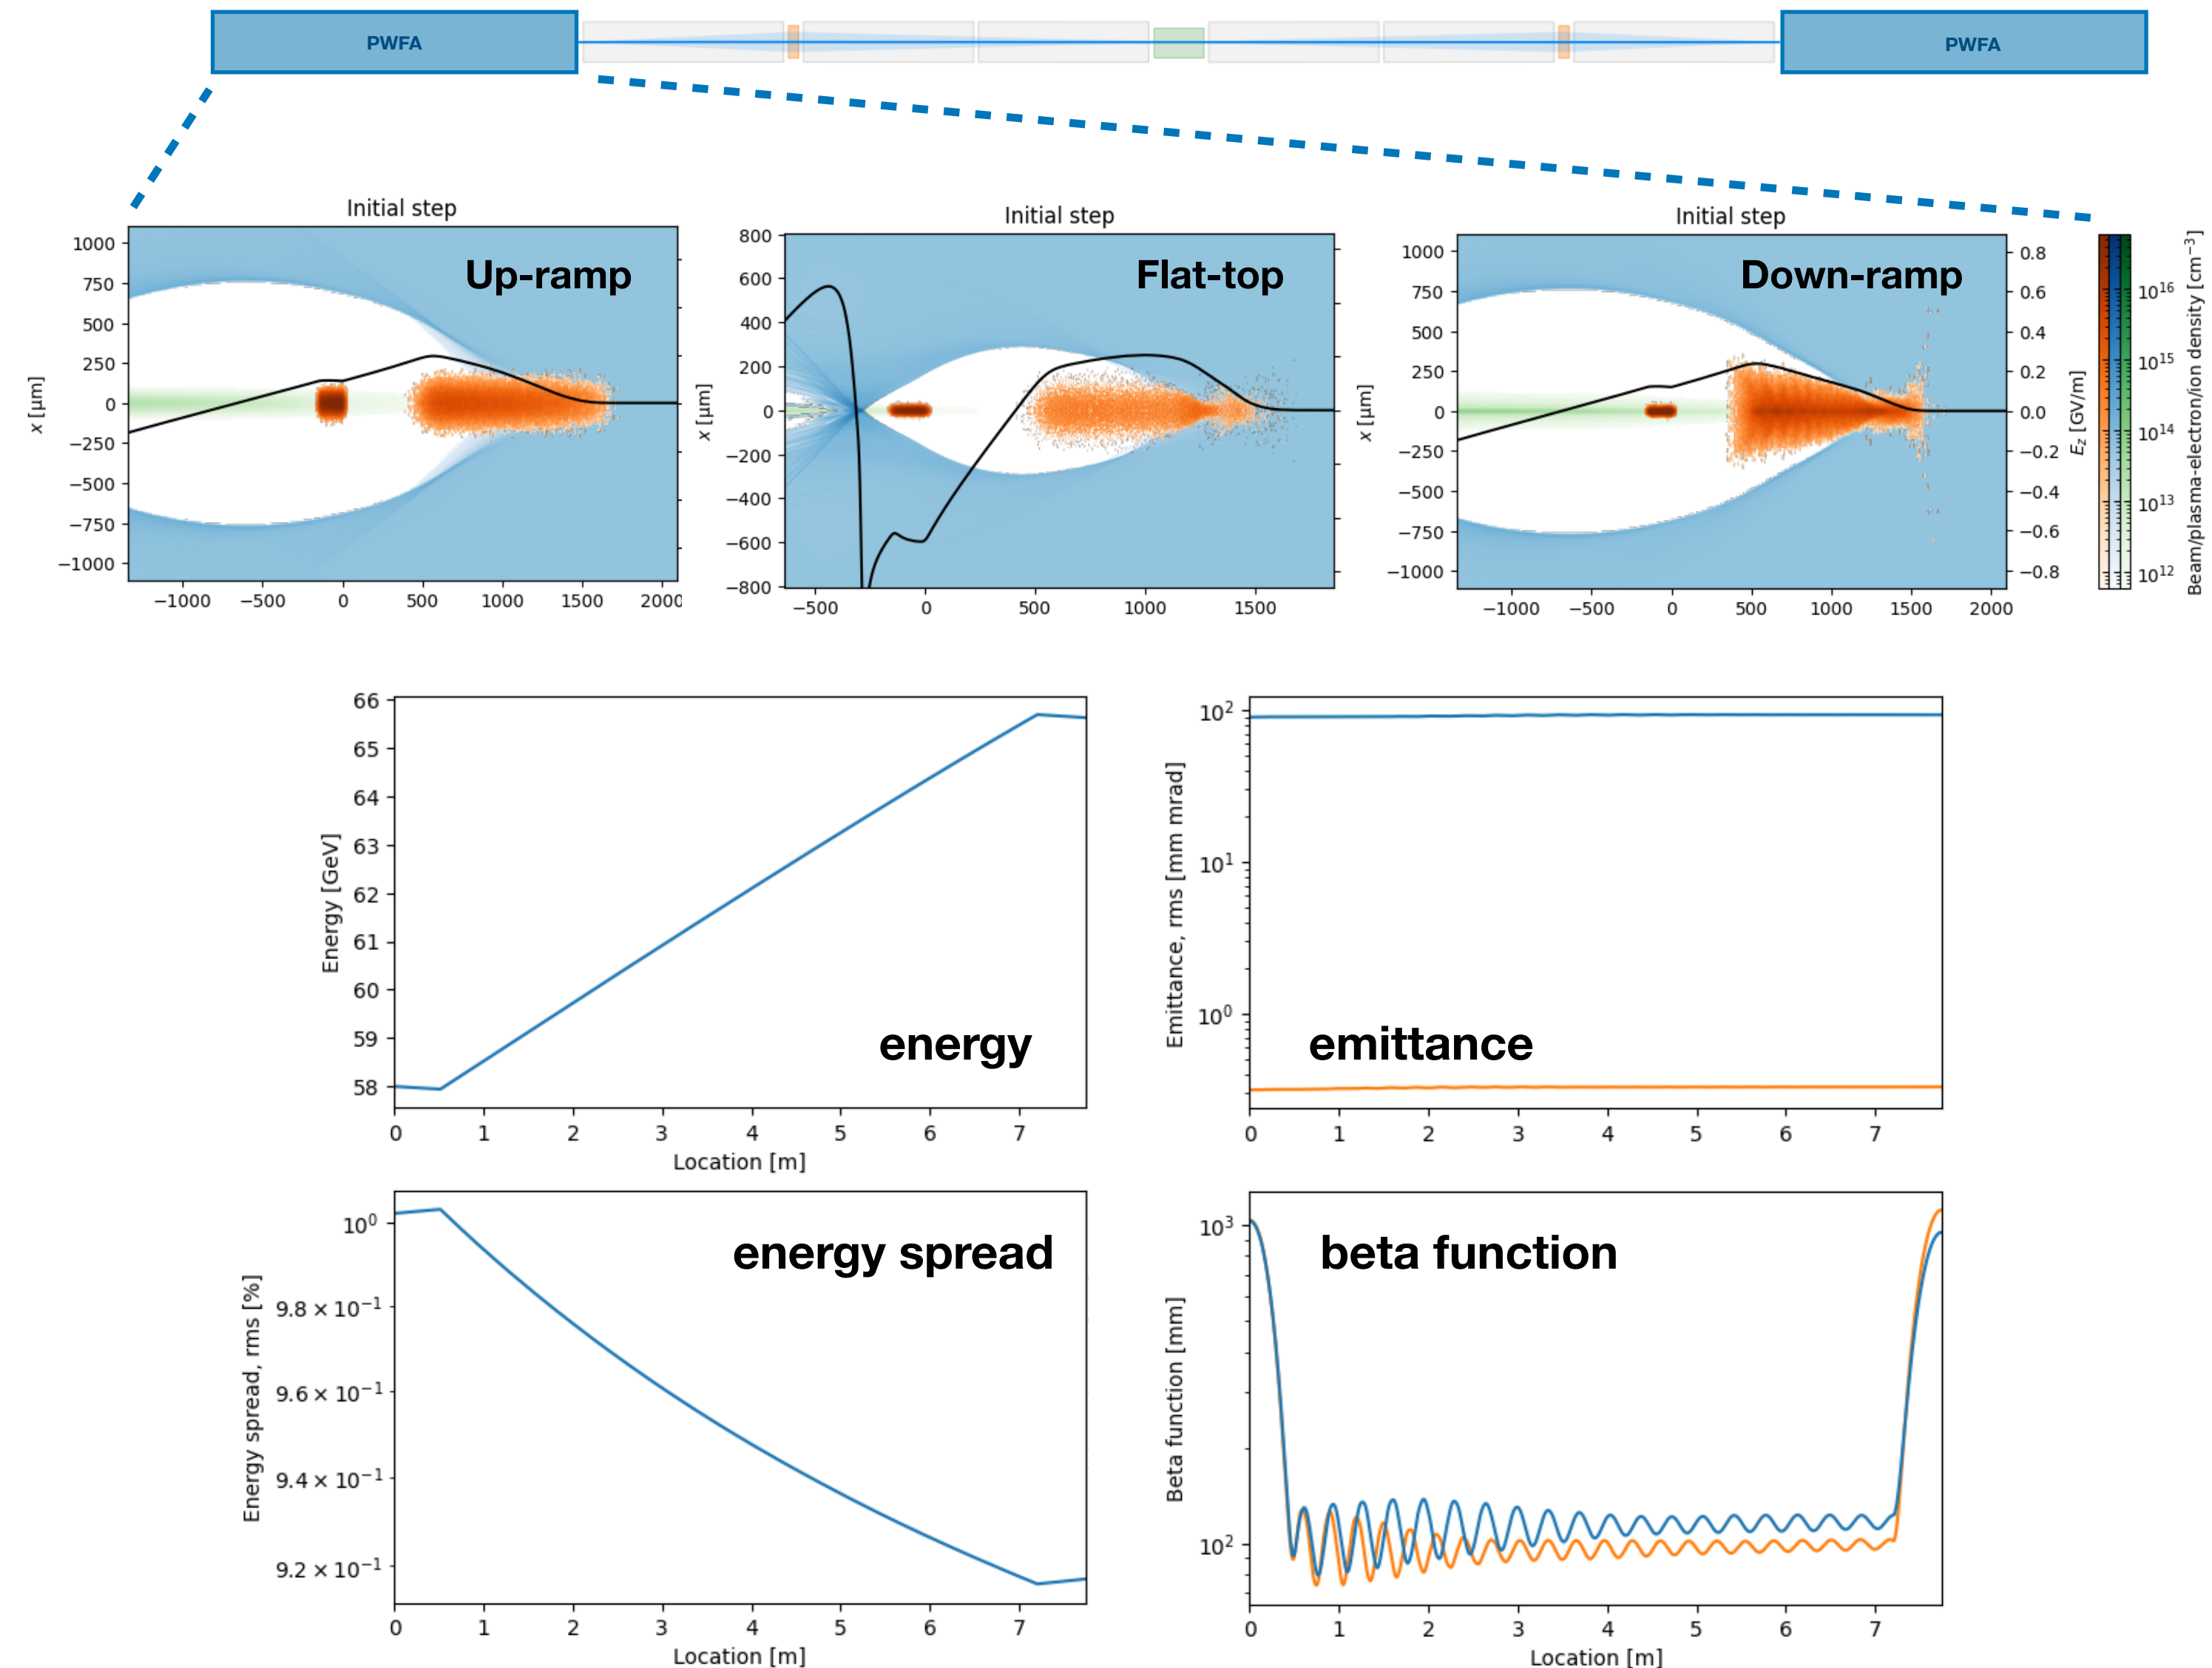 PWFA
PWFA
Initial step
Initial step
Initial step
Up-ramp
Flat-top
Down-ramp
1000
750
500
250
0
−250
−500
−750
−1000
x [µm]
−1000 −500 0 500 1000 1500 2000
800
600
400
200
0
−200
−400
−600
−800
x [µm]
−500 0 500 1000 1500
1000
750
500
250
0
−250
−500
−750
−1000
x [µm]
−1000 −500 0 500 1000 1500 2000
0.8
0.6
0.4
0.2
0.0
−0.2
−0.4
−0.6
−0.8
E_z [GV/m]
10^16
10^15
10^14
10^13
10^12
Beam/plasma-electron/ion density [cm^−3]
66
65
64
63
62
61
60
59
58
Energy [GeV]
energy
0 1 2 3 4 5 6 7
Location [m]
10^2
10^1
10^0
Emittance, rms [mm mrad]
emittance
0 1 2 3 4 5 6 7
10^0
9.8 × 10^−1
9.6 × 10^−1
9.4 × 10^−1
9.2 × 10^−1
Energy spread, rms [%]
energy spread
0 1 2 3 4 5 6 7
Location [m]
10^3
10^2
Beta function [mm]
beta function
0 1 2 3 4 5 6 7
Location [m]